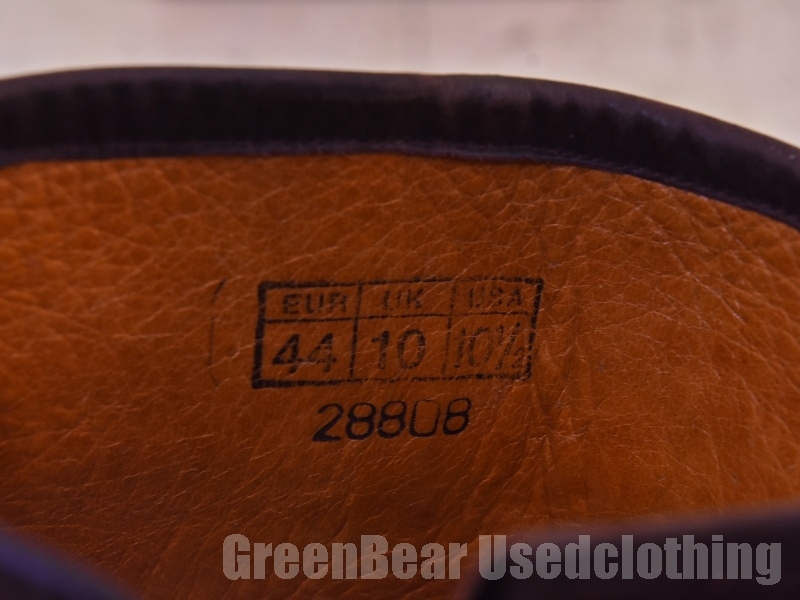 EUR UK USA
44 10 10½
28808
GreenBear Usedclothing